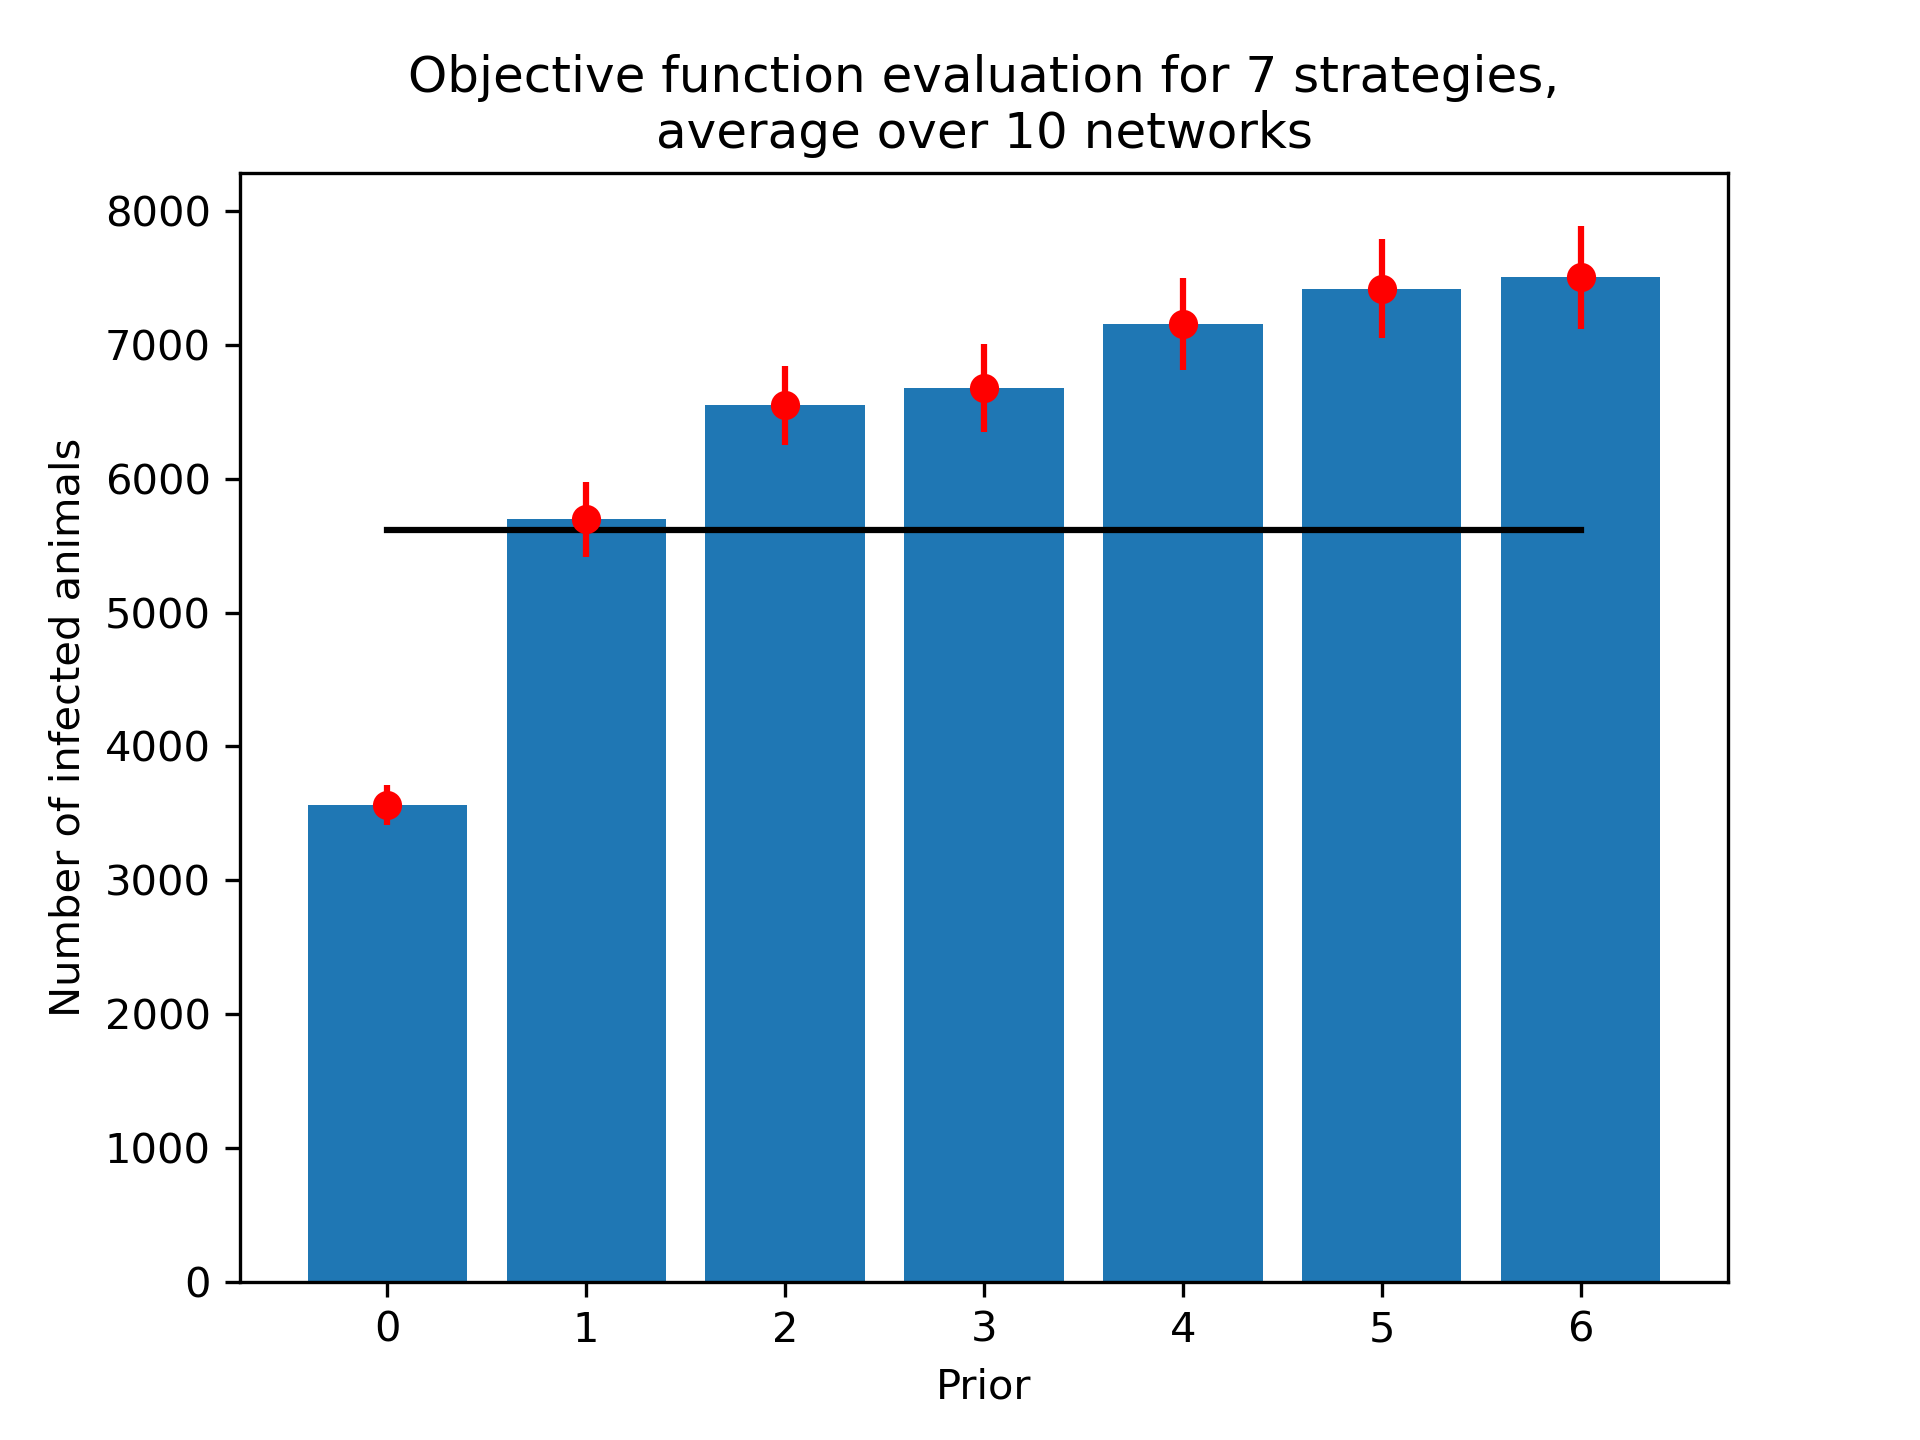 Objective function evaluation for 7 strategies,
average over 10 networks
Number of infected animals
8000
7000
6000
5000
4000
3000
2000
1000
0
0 1 2 3 4 5 6
Prior